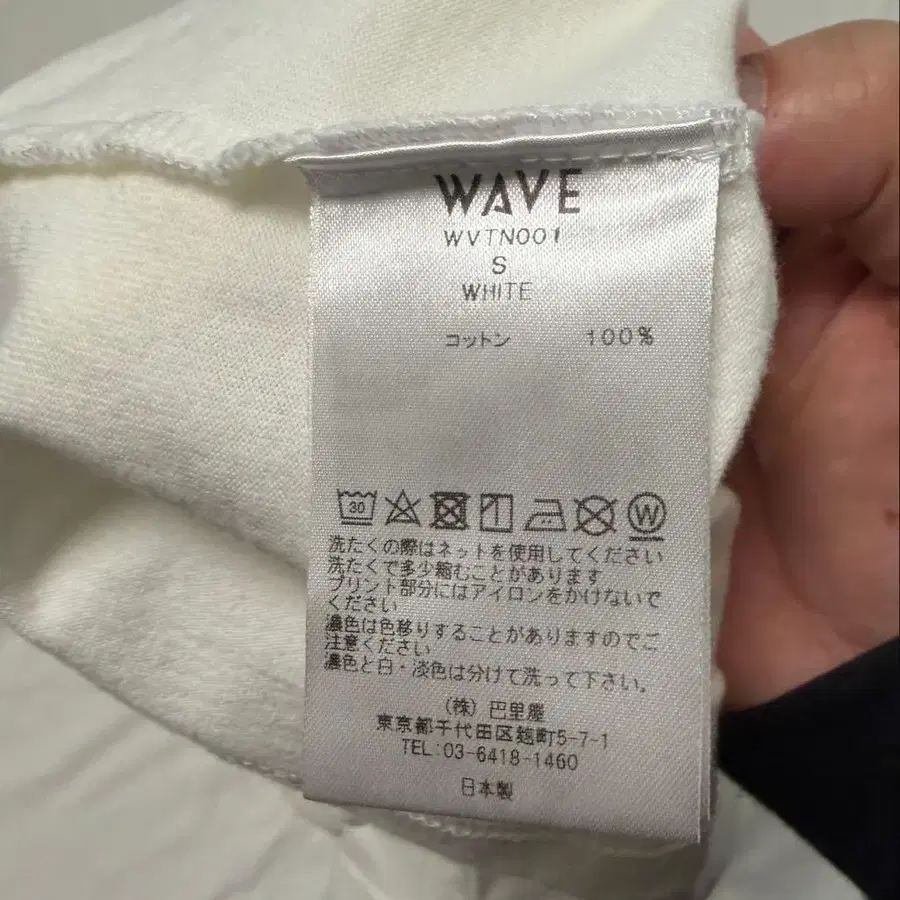 WAVE
WVTN001
S
WHITE
コットン 100%
30
W
洗たくの際はネットを使用してください
洗たくで多少縮むことがあります
プリント部分にはアイロンをかけないで
ください
濃色は色移りすることがありますのでご
注意ください
濃色と白・淡色は分けて洗って下さい。
(株) 巴里屋
東京都千代田区麹町5-7-1
TEL:03-6418-1460
日本製